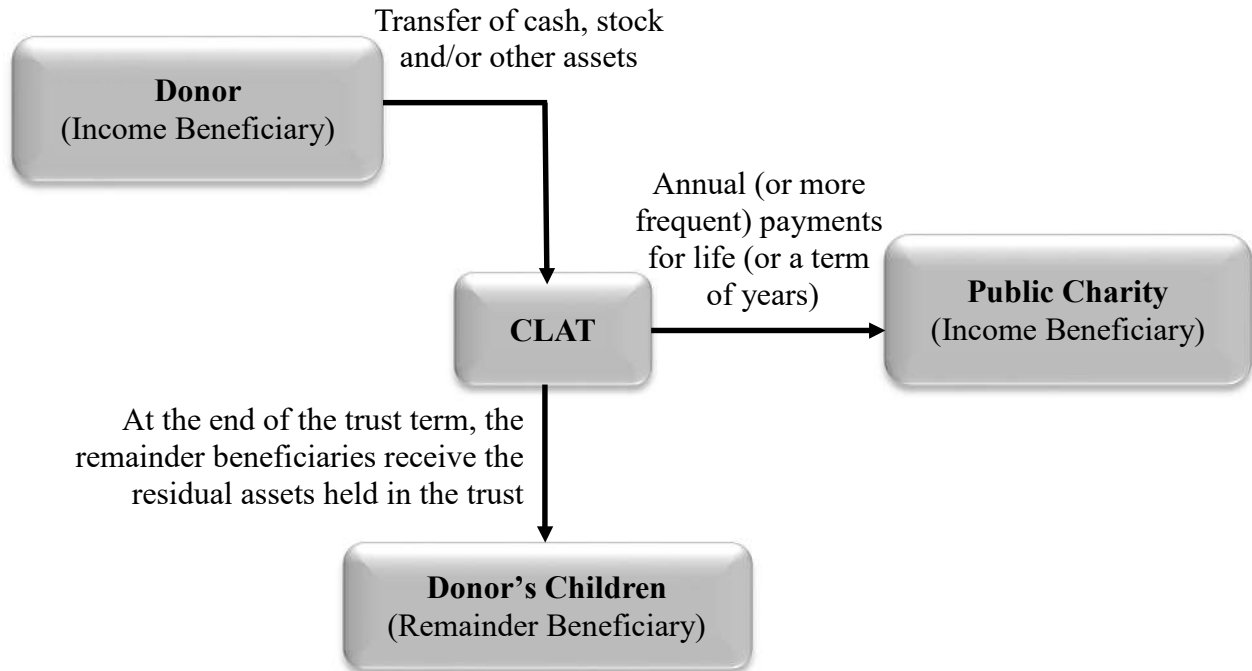 Transfer of cash, stock
and/or other assets
Donor
(Income Beneficiary)
Annual (or more
frequent) payments
for life (or a term
of years)
Public Charity
(Income Beneficiary)
CLAT
At the end of the trust term, the
remainder beneficiaries receive the
residual assets held in the trust
Donor’s Children
(Remainder Beneficiary)